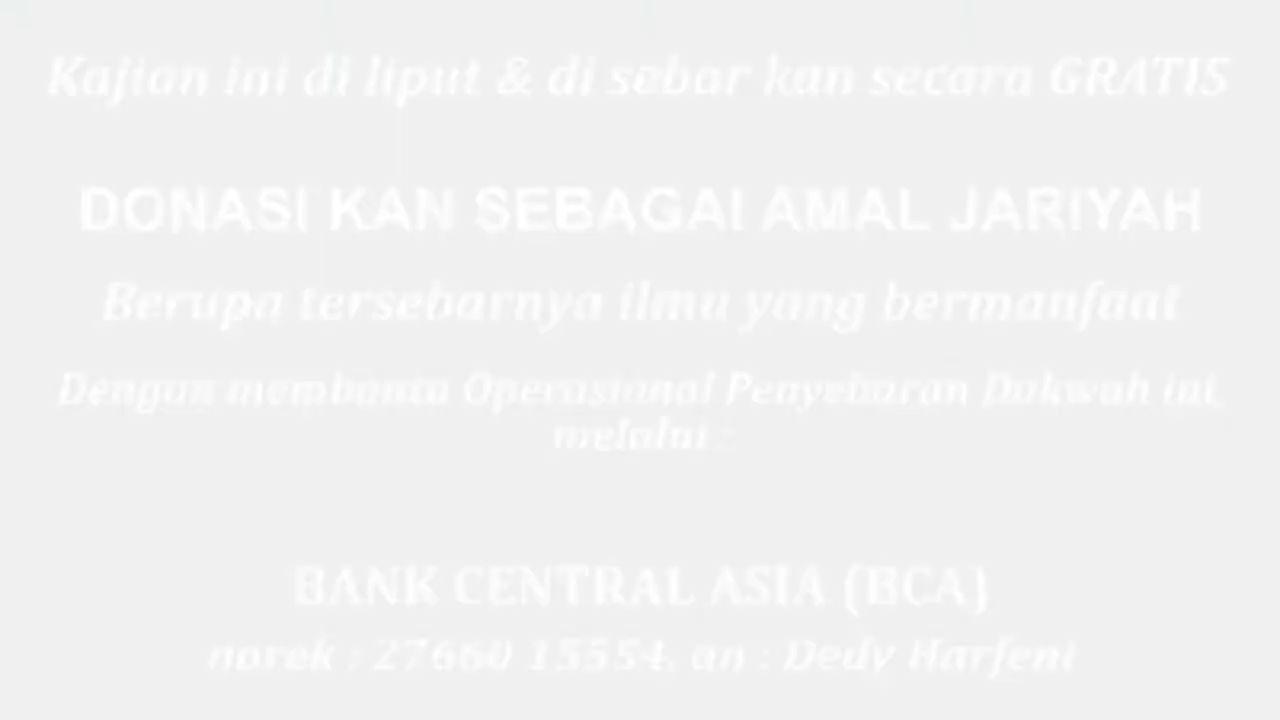 Kajian ini di liput & di sebar kan secara GRATIS
DONASI KAN SEBAGAI AMAL JARIYAH
Berupa tersebarnya ilmu yang bermanfaat
Dengan membantu Operasional Penyebaran Dakwah ini,
melalui :
BANK CENTRAL ASIA (BCA)
norek : 27660 15554, an : Dedy Harfeni